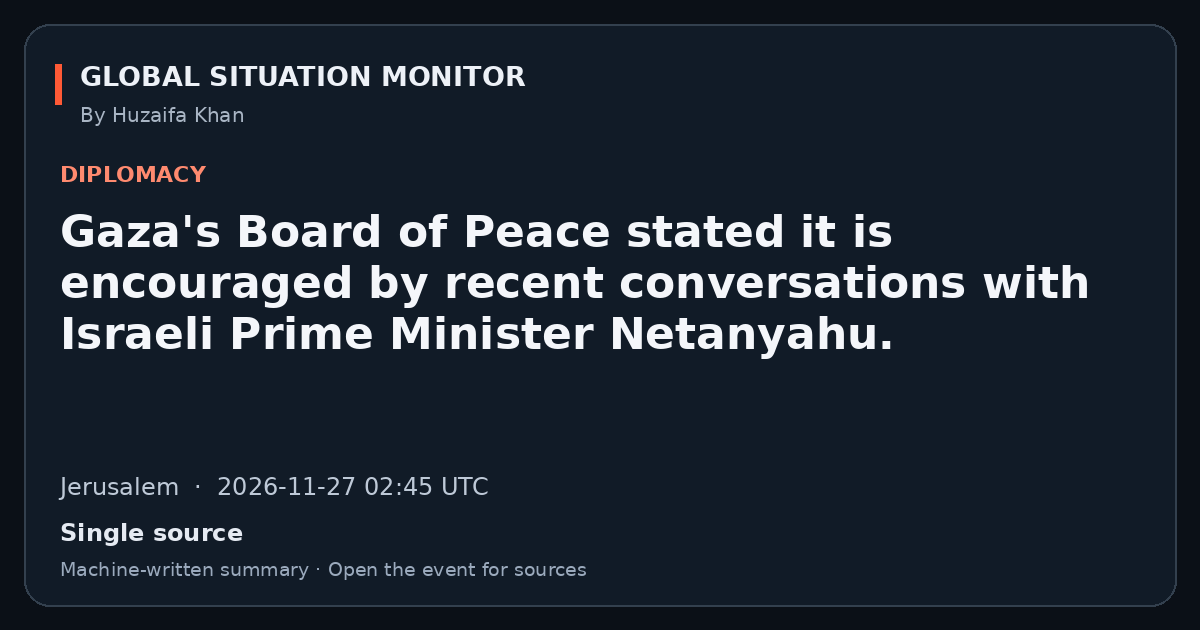 GLOBAL SITUATION MONITOR
By Huzaifa Khan
DIPLOMACY
Gaza's Board of Peace stated it is
encouraged by recent conversations with
Israeli Prime Minister Netanyahu.
Jerusalem · 2026-11-27 02:45 UTC
Single source
Machine-written summary · Open the event for sources